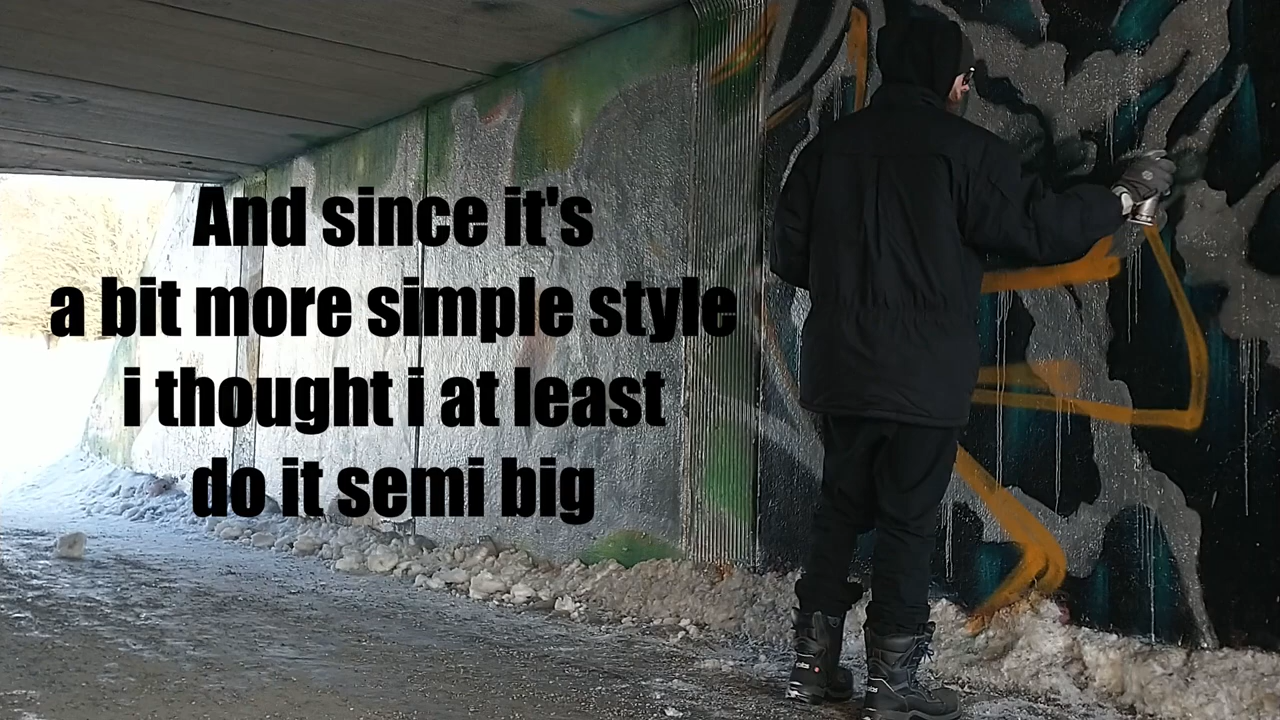 And since it's
a bit more simple style
i thought i at least
do it semi big